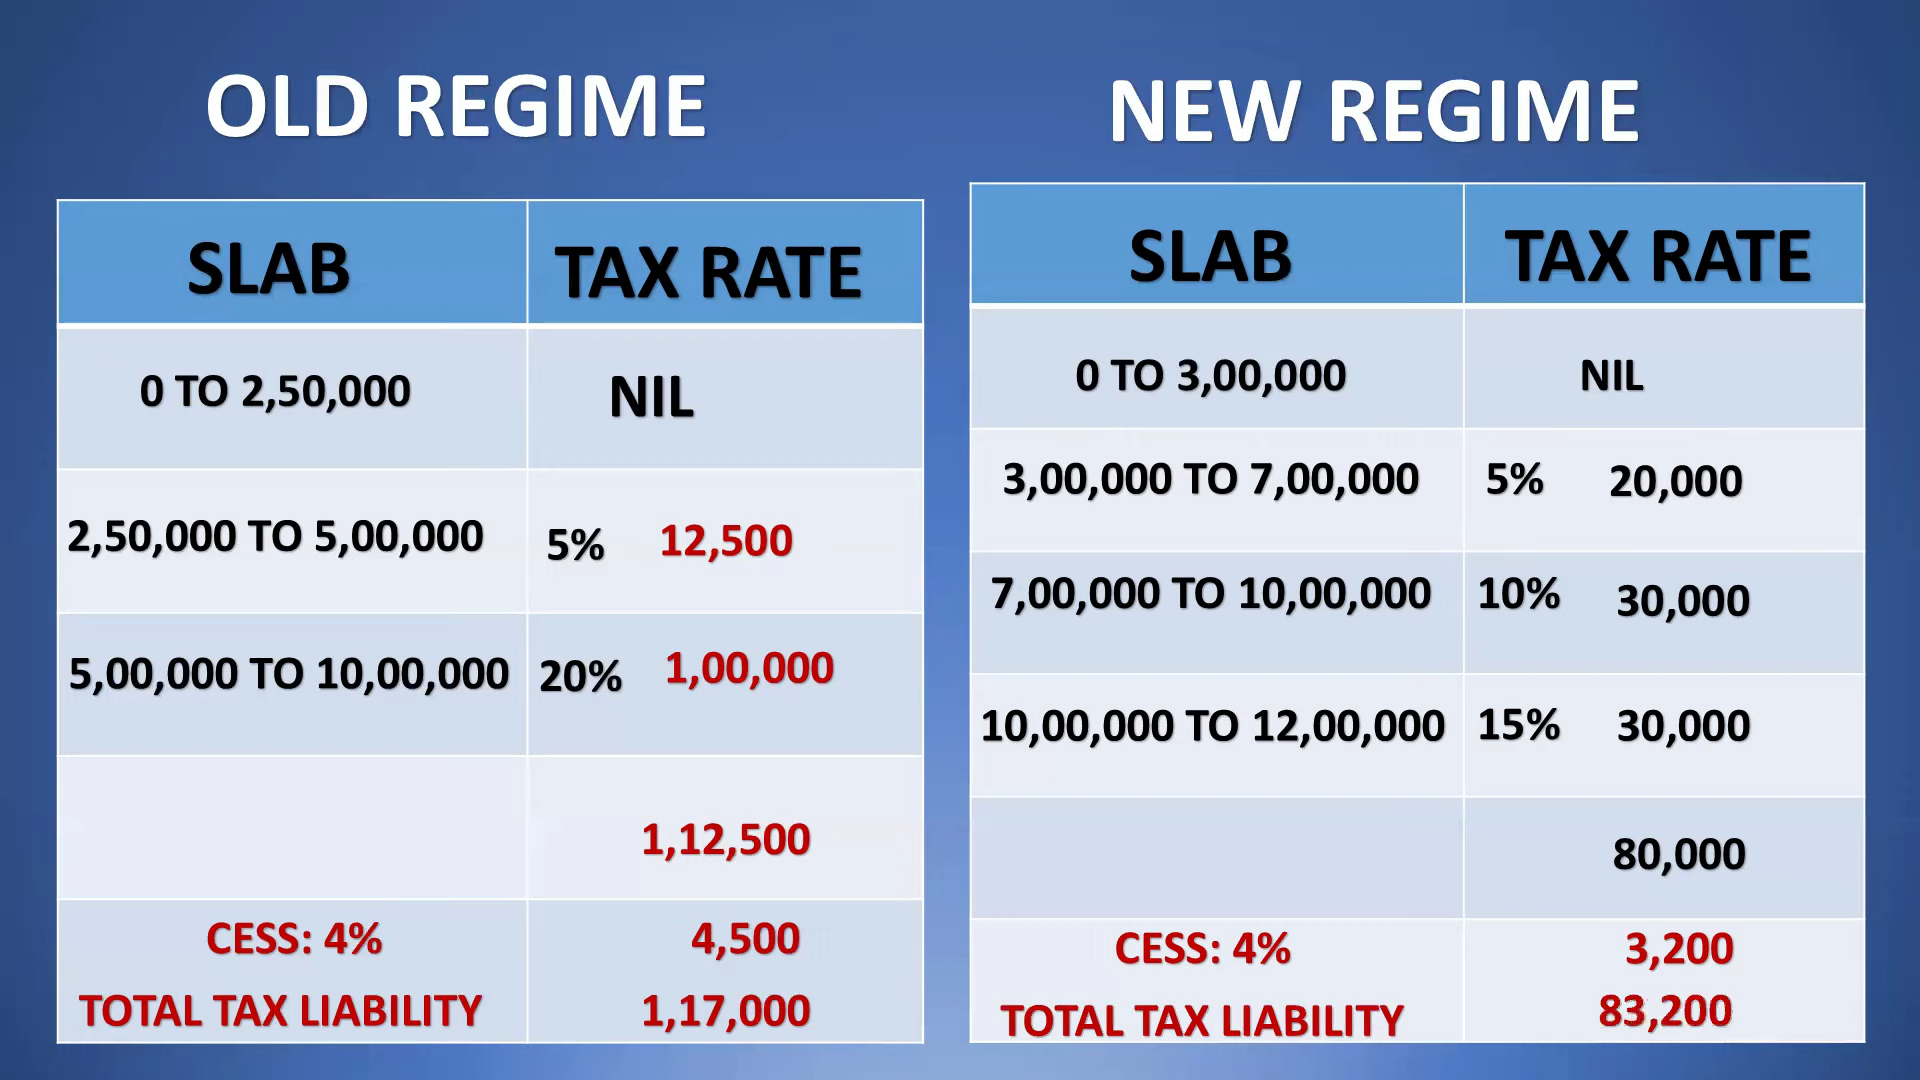 OLD REGIME
SLAB TAX RATE
0 TO 2,50,000 NIL
2,50,000 TO 5,00,000 5% 12,500
5,00,000 TO 10,00,000 20% 1,00,000
1,12,500
CESS: 4% 4,500
TOTAL TAX LIABILITY 1,17,000
NEW REGIME
SLAB TAX RATE
0 TO 3,00,000 NIL
3,00,000 TO 7,00,000 5% 20,000
7,00,000 TO 10,00,000 10% 30,000
10,00,000 TO 12,00,000 15% 30,000
80,000
CESS: 4% 3,200
TOTAL TAX LIABILITY 83,200